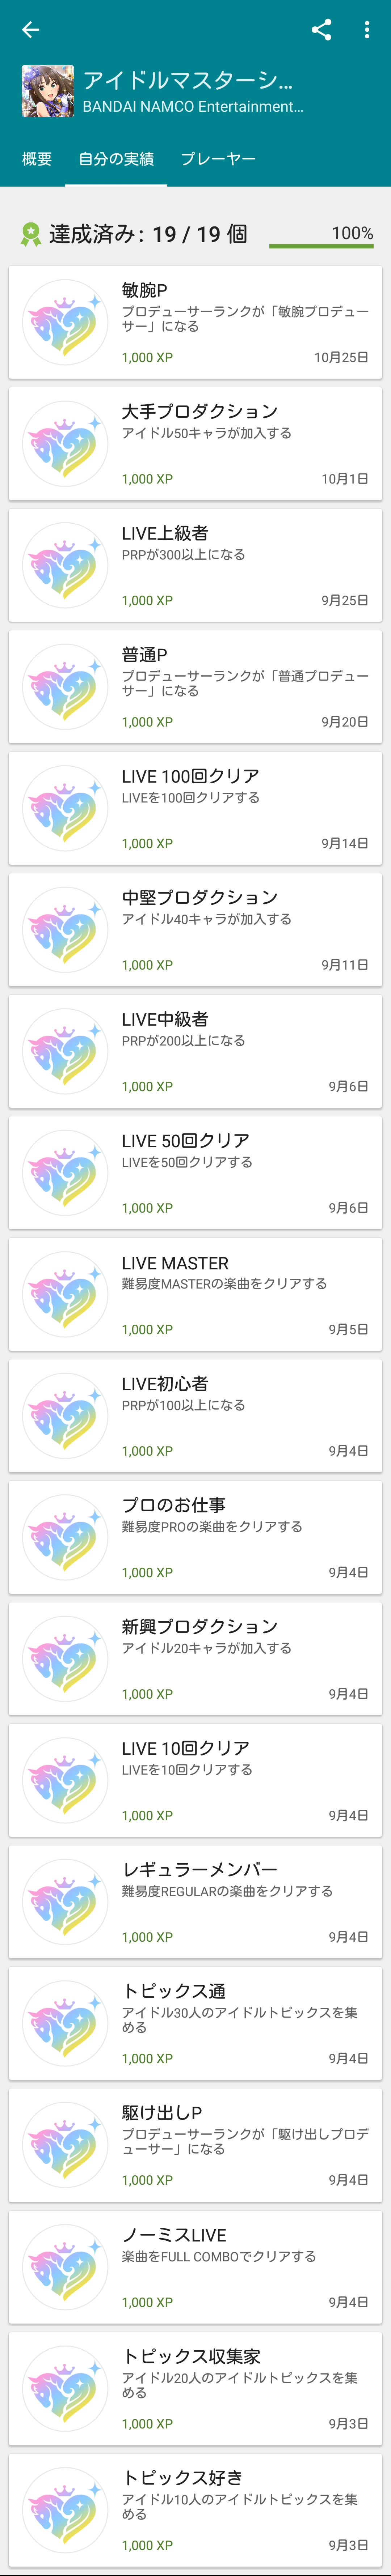 アイドルマスターシ...
BANDAI NAMCO Entertainment...
概要 自分の実績 プレーヤー
達成済み: 19 / 19 個 100%
敏腕P
プロデューサーランクが「敏腕プロデュー
サー」になる
1,000 XP 10月25日
大手プロダクション
アイドル50キャラが加入する
1,000 XP 10月1日
LIVE上級者
PRPが300以上になる
1,000 XP 9月25日
普通P
プロデューサーランクが「普通プロデュー
サー」になる
1,000 XP 9月20日
LIVE 100回クリア
LIVEを100回クリアする
1,000 XP 9月14日
中堅プロダクション
アイドル40キャラが加入する
1,000 XP 9月11日
LIVE中級者
PRPが200以上になる
1,000 XP 9月6日
LIVE 50回クリア
LIVEを50回クリアする
1,000 XP 9月6日
LIVE MASTER
難易度MASTERの楽曲をクリアする
1,000 XP 9月5日
LIVE初心者
PRPが100以上になる
1,000 XP 9月4日
プロのお仕事
難易度PROの楽曲をクリアする
1,000 XP 9月4日
新興プロダクション
アイドル20キャラが加入する
1,000 XP 9月4日
LIVE 10回クリア
LIVEを10回クリアする
1,000 XP 9月4日
レギュラーメンバー
難易度REGULARの楽曲をクリアする
1,000 XP 9月4日
トピックス通
アイドル30人のアイドルトピックスを集
める
1,000 XP 9月4日
駆け出しP
プロデューサーランクが「駆け出しプロデ
ューサー」になる
1,000 XP 9月4日
ノーミスLIVE
楽曲をFULL COMBOでクリアする
1,000 XP 9月4日
トピックス収集家
アイドル20人のアイドルトピックスを集
める
1,000 XP 9月3日
トピックス好き
アイドル10人のアイドルトピックスを集
める
1,000 XP 9月3日